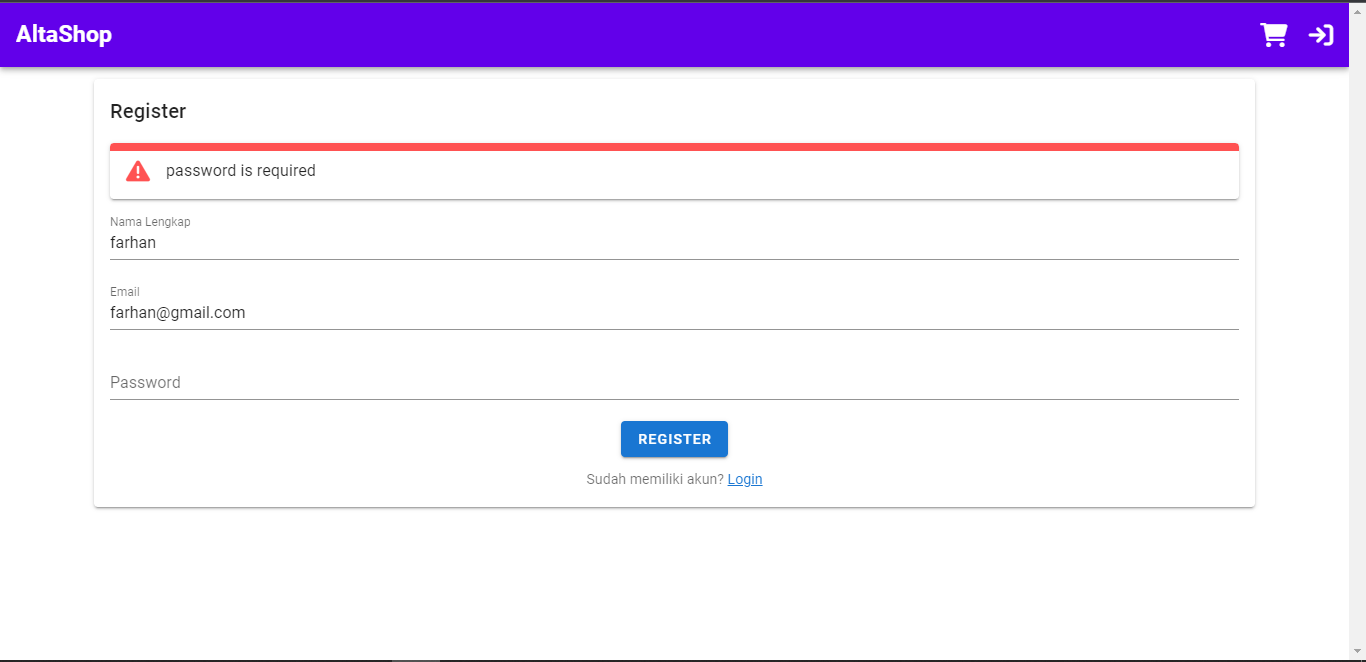 AltaShop
Register
password is required
Nama Lengkap
farhan
Email
farhan@gmail.com
Password
REGISTER
Sudah memiliki akun? Login